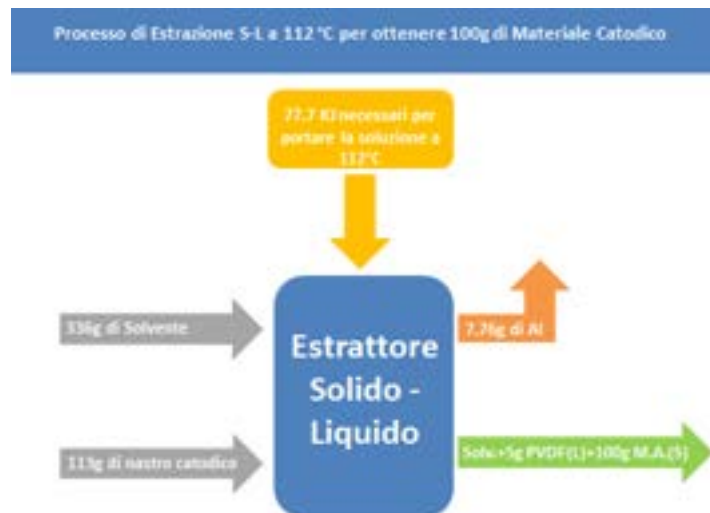 Processo di Estrazione S-L a 112 °C per ottenere 100g di Materiale Catodico
77.7 KJ necessari per
portare la soluzione a
112°C
336g di Solvente
Estrattore
Solido -
Liquido
7.76g di Al
113g di nastro catodico
Solv.+5g PVDF(L)+100g M.A.(S)